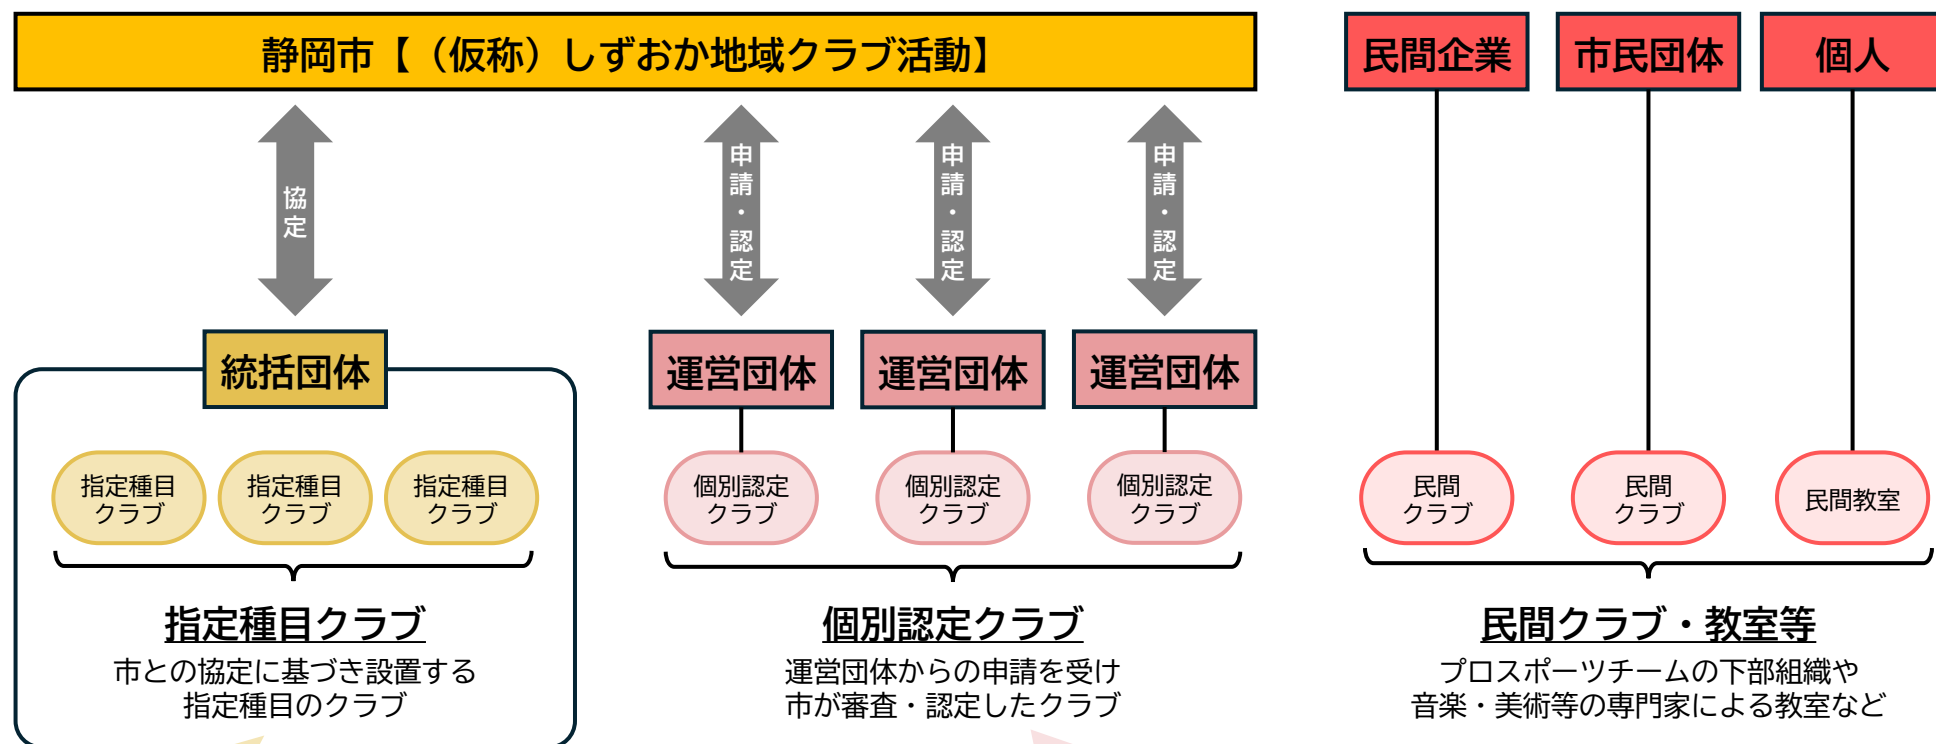 静岡市【（仮称）しずおか地域クラブ活動】
民間企業
市民団体
個人
協定
申請・認定
申請・認定
申請・認定
統括団体
運営団体
運営団体
運営団体
指定種目
クラブ
指定種目
クラブ
指定種目
クラブ
個別認定
クラブ
個別認定
クラブ
個別認定
クラブ
民間
クラブ
民間
クラブ
民間教室
指定種目クラブ
市との協定に基づき設置する
指定種目のクラブ
個別認定クラブ
運営団体からの申請を受け
市が審査・認定したクラブ
民間クラブ・教室等
プロスポーツチームの下部組織や
音楽・美術等の専門家による教室など